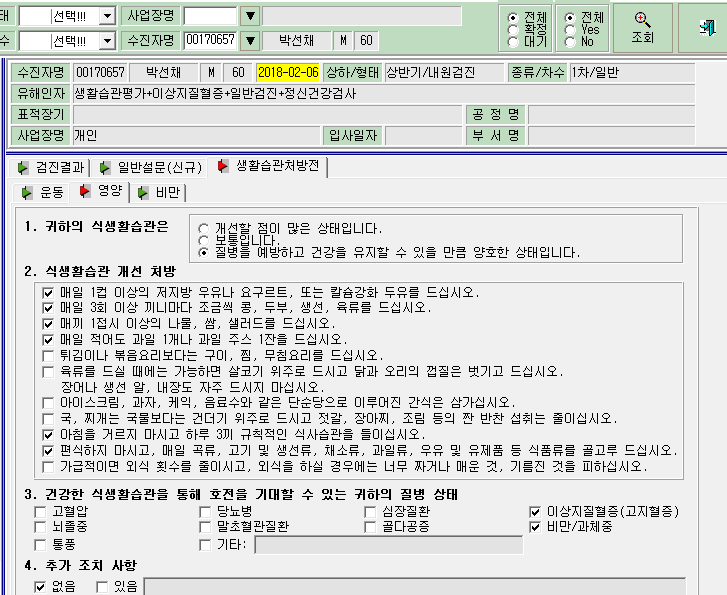 태 선택!!! 사업장명 전체 전체
확정 Yes
수 선택!!! 수진자명 00170657 박선채 M 60 대기 No 조회
수진자명 00170657 박선채 M 60 2018-02-06 상하/형태 상반기/내원검진 종류/차수 1차/일반
유해인자 생활습관평가+이상지질혈증+일반검진+정신건강검사
표적장기 공 정 명
사업장명 개인 입사일자 부 서 명
검진결과 일반설문(신규) 생활습관처방전
운동 영양 비만
1. 귀하의 식생활습관은 개선할 점이 많은 상태입니다.
보통입니다.
질병을 예방하고 건강을 유지할 수 있을 만큼 양호한 상태입니다.
2. 식생활습관 개선 처방
매일 1컵 이상의 저지방 우유나 요구르트, 또는 칼슘강화 두유를 드십시오.
매일 3회 이상 끼니마다 조금씩 콩, 두부, 생선, 육류를 드십시오.
매끼 1접시 이상의 나물, 쌈, 샐러드를 드십시오.
매일 적어도 과일 1개나 과일 주스 1잔을 드십시오.
튀김이나 볶음요리보다는 구이, 찜, 무침요리를 드십시오.
육류를 드실 때에는 가능하면 살코기 위주로 드시고 닭과 오리의 껍질은 벗기고 드십시오.
장어나 생선 알, 내장도 자주 드시지 마십시오.
아이스크림, 과자, 케익, 음료수와 같은 단순당으로 이루어진 간식은 삼가십시오.
국, 찌개는 국물보다는 건더기 위주로 드시고 젓갈, 장아찌, 조림 등의 짠 반찬 섭취는 줄이십시오.
아침을 거르지 마시고 하루 3끼 규칙적인 식사습관을 들이십시오.
편식하지 마시고, 매일 곡류, 고기 및 생선류, 채소류, 과일류, 우유 및 유제품 등 식품류를 골고루 드십시오.
가급적이면 외식 횟수를 줄이시고, 외식을 하실 경우에는 너무 짜거나 매운 것, 기름진 것을 피하십시오.
3. 건강한 식생활습관을 통해 호전을 기대할 수 있는 귀하의 질병 상태
고혈압 당뇨병 심장질환 이상지질혈증(고지혈증)
뇌졸중 말초혈관질환 골다공증 비만/과체중
통풍 기타:
4. 추가 조치 사항
없음 있음